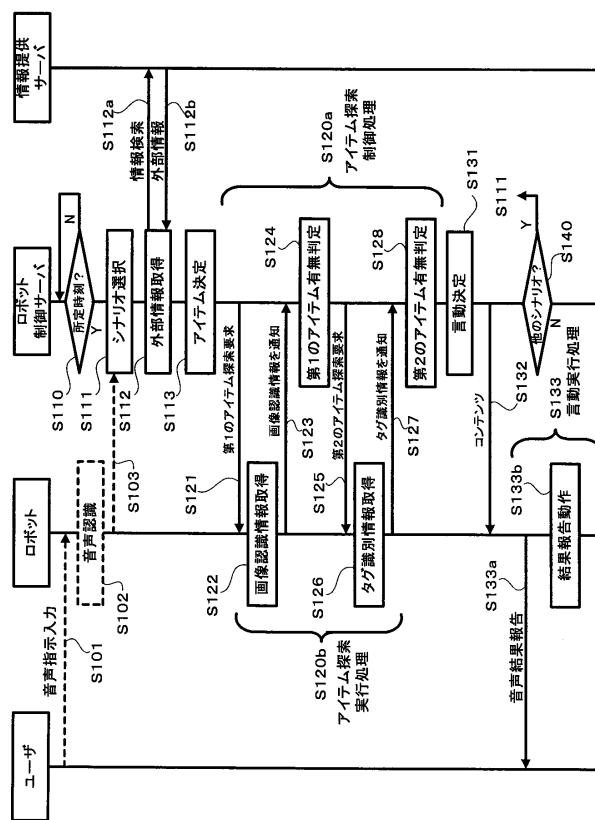 ユーザ
ロボット
ロボット
制御サーバ
情報提供
サーバ
音声指示入力
S101
音声認識
S102
S103
所定時刻?
N
Y
S110
シナリオ選択
S111
外部情報取得
S112
情報検索
S112a
外部情報
S112b
アイテム決定
S113
第1のアイテム探索要求
S121
画像認識情報取得
S122
画像認識情報を通知
S123
第1のアイテム有無判定
S124
第2のアイテム探索要求
S125
タグ識別情報取得
S126
タグ識別情報を通知
S127
第2のアイテム有無判定
S128
S120a
アイテム探索
制御処理
S120b
アイテム探索
実行処理
言動決定
S131
コンテンツ
S132
音声結果報告
S133a
結果報告動作
S133b
S133
言動実行処理
他のシナリオ?
S140
Y
S111
N